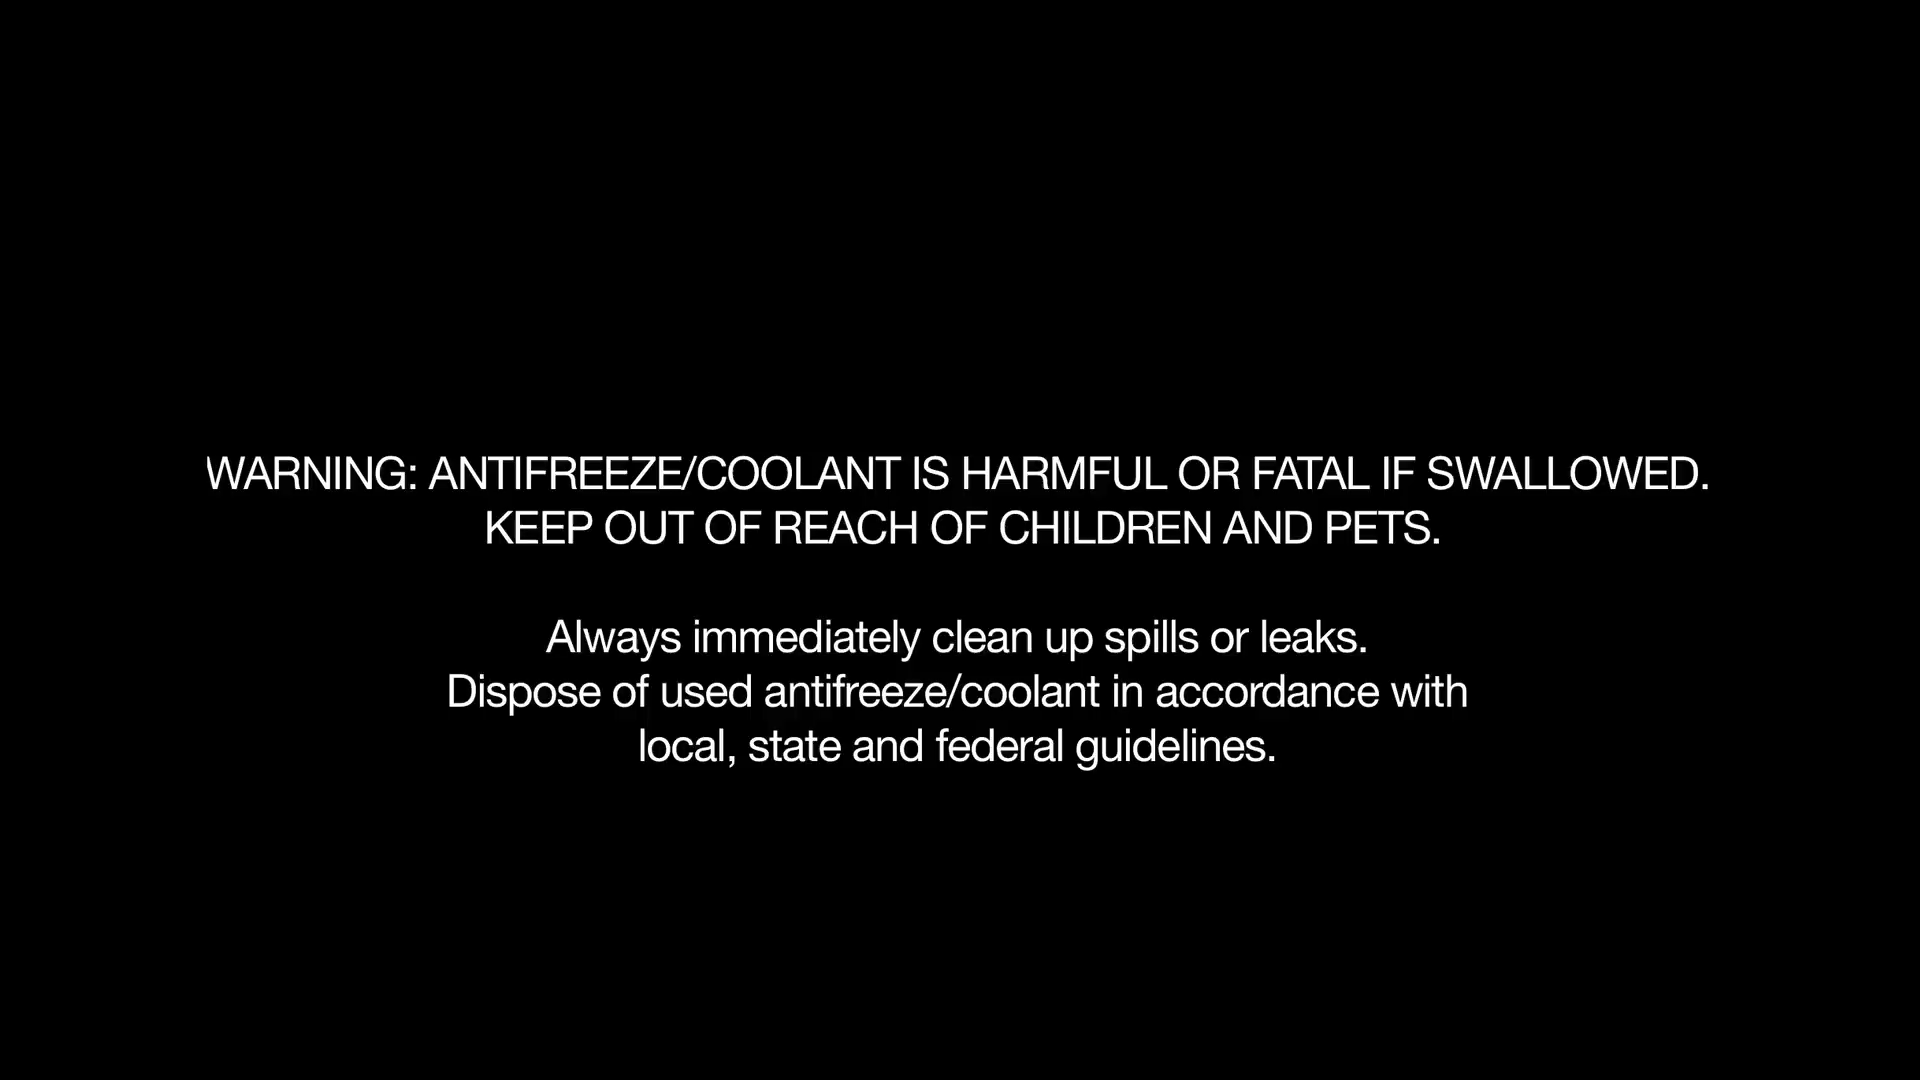 WARNING: ANTIFREEZE/COOLANT IS HARMFUL OR FATAL IF SWALLOWED.
KEEP OUT OF REACH OF CHILDREN AND PETS.
Always immediately clean up spills or leaks.
Dispose of used antifreeze/coolant in accordance with
local, state and federal guidelines.